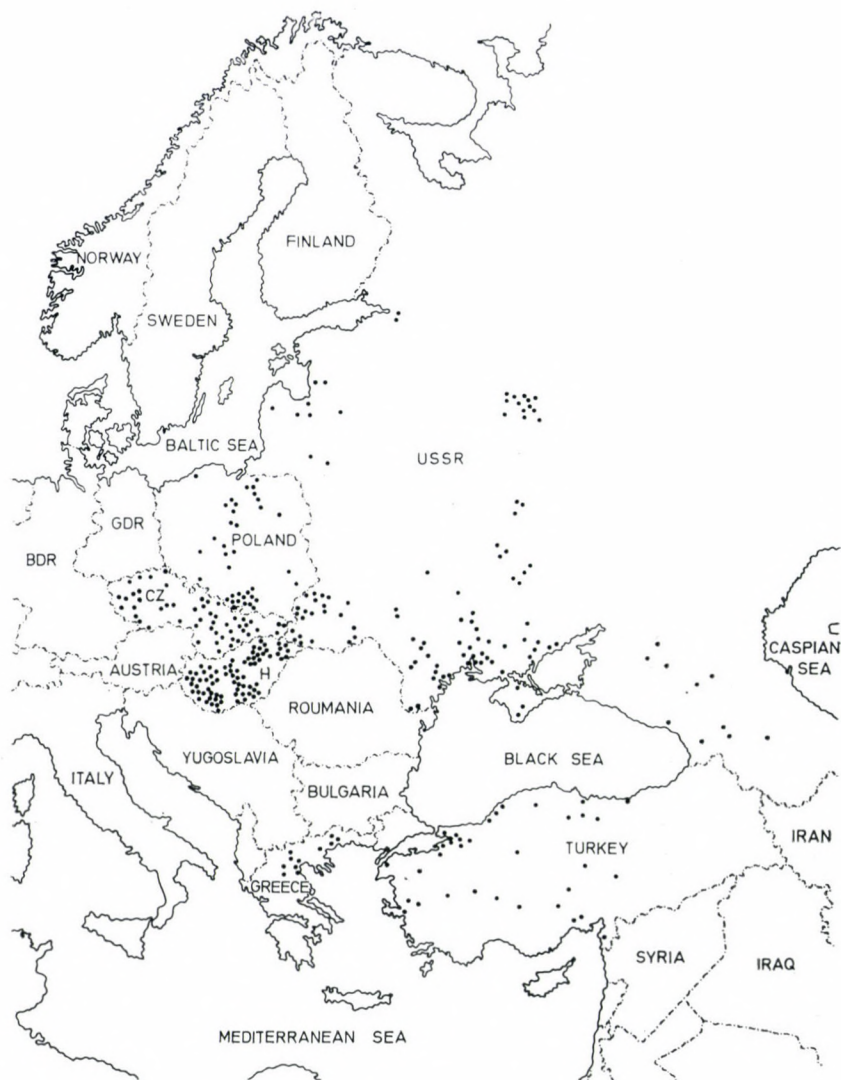 FINLAND
NORWAY
SWEDEN
BALTIC SEA
USSR
GDR
POLAND
BDR
CZ
C
CASPIAN
SEA
AUSTRIA
H
ROUMANIA
YUGOSLAVIA
BLACK SEA
ITALY
BULGARIA
IRAN
TURKEY
GREECE
SYRIA
IRAQ
MEDITERRANEAN SEA